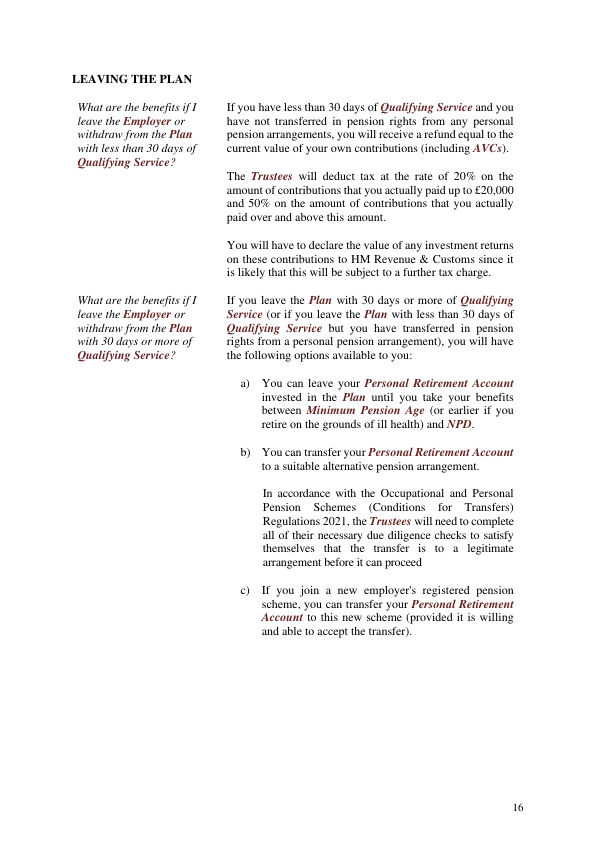 LEAVING THE PLAN
What are the benefits if I
leave the Employer or
withdraw from the Plan
with less than 30 days of
Qualifying Service?
If you have less than 30 days of Qualifying Service and you
have not transferred in pension rights from any personal
pension arrangements, you will receive a refund equal to the
current value of your own contributions (including AVCs).
The Trustees will deduct tax at the rate of 20% on the
amount of contributions that you actually paid up to £20,000
and 50% on the amount of contributions that you actually
paid over and above this amount.
You will have to declare the value of any investment returns
on these contributions to HM Revenue & Customs since it
is likely that this will be subject to a further tax charge.
What are the benefits if I
leave the Employer or
withdraw from the Plan
with 30 days or more of
Qualifying Service?
If you leave the Plan with 30 days or more of Qualifying
Service (or if you leave the Plan with less than 30 days of
Qualifying Service but you have transferred in pension
rights from a personal pension arrangement), you will have
the following options available to you:
a) You can leave your Personal Retirement Account
invested in the Plan until you take your benefits
between Minimum Pension Age (or earlier if you
retire on the grounds of ill health) and NPD.
b) You can transfer your Personal Retirement Account
to a suitable alternative pension arrangement.
In accordance with the Occupational and Personal
Pension Schemes (Conditions for Transfers)
Regulations 2021, the Trustees will need to complete
all of their necessary due diligence checks to satisfy
themselves that the transfer is to a legitimate
arrangement before it can proceed
c) If you join a new employer's registered pension
scheme, you can transfer your Personal Retirement
Account to this new scheme (provided it is willing
and able to accept the transfer).
16